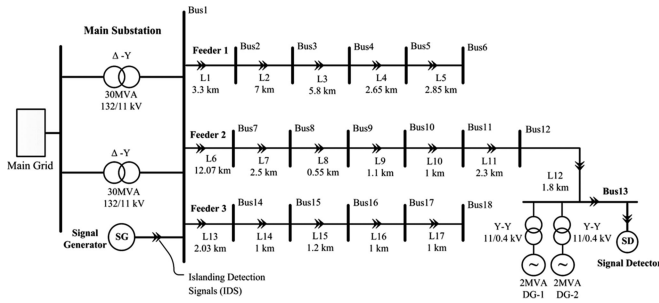 Main Substation
Bus1
Δ -Y
30MVA
132/11 kV
Feeder 1
Bus2
Bus3
Bus4
Bus5
Bus6
L1
3.3 km
L2
7 km
L3
5.8 km
L4
2.65 km
L5
2.85 km
Main Grid
Δ -Y
30MVA
132/11 kV
Feeder 2
Bus7
Bus8
Bus9
Bus10
Bus11
Bus12
L6
12.07 km
L7
2.5 km
L8
0.55 km
L9
1.1 km
L10
1 km
L11
2.3 km
L12
1.8 km
Bus13
Feeder 3
Bus14
Bus15
Bus16
Bus17
Bus18
L13
2.03 km
L14
1 km
L15
1.2 km
L16
1 km
L17
1 km
Signal
Generator
SG
Islanding Detection
Signals (IDS)
Y-Y
11/0.4 kV
Y-Y
11/0.4 kV
SD
Signal Detector
2MVA
DG-1
2MVA
DG-2